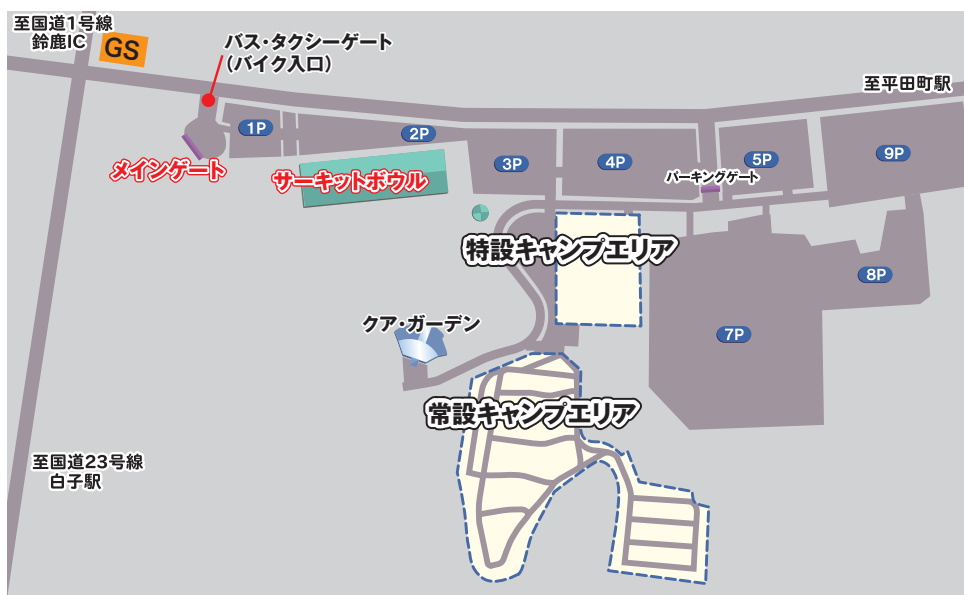 至国道1号線
鈴鹿IC
GS
バス・タクシーゲート
(バイク入口)
至平田町駅
1P
2P
3P
4P
5P
9P
メインゲート
サーキットボウル
パーキングゲート
特設キャンプエリア
8P
クア・ガーデン
7P
常設キャンプエリア
至国道23号線
白子駅